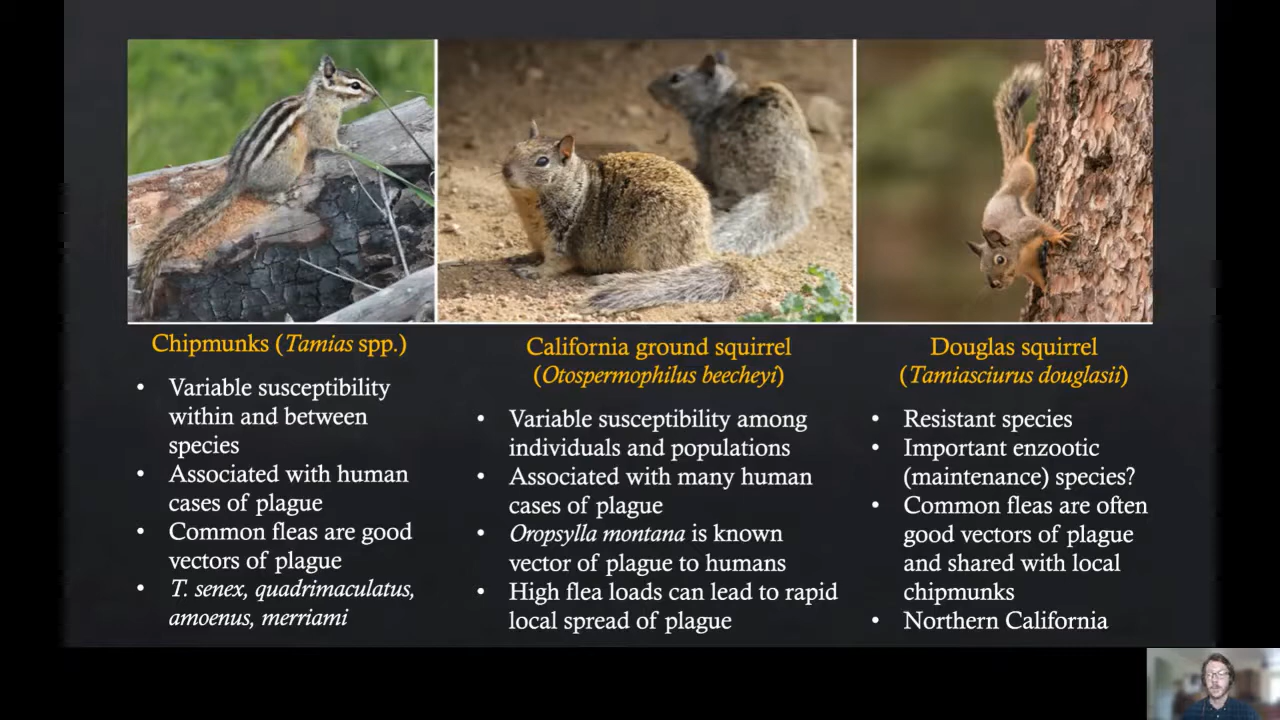 Chipmunks (Tamias spp.)
• Variable susceptibility
within and between
species
• Associated with human
cases of plague
• Common fleas are good
vectors of plague
• T. senex, quadrimaculatus,
amoenus, merriami
California ground squirrel
(Otospermophilus beecheyi)
• Variable susceptibility among
individuals and populations
• Associated with many human
cases of plague
• Oropsylla montana is known
vector of plague to humans
• High flea loads can lead to rapid
local spread of plague
Douglas squirrel
(Tamiasciurus douglasii)
• Resistant species
• Important enzootic
(maintenance) species?
• Common fleas are often
good vectors of plague
and shared with local
chipmunks
• Northern California